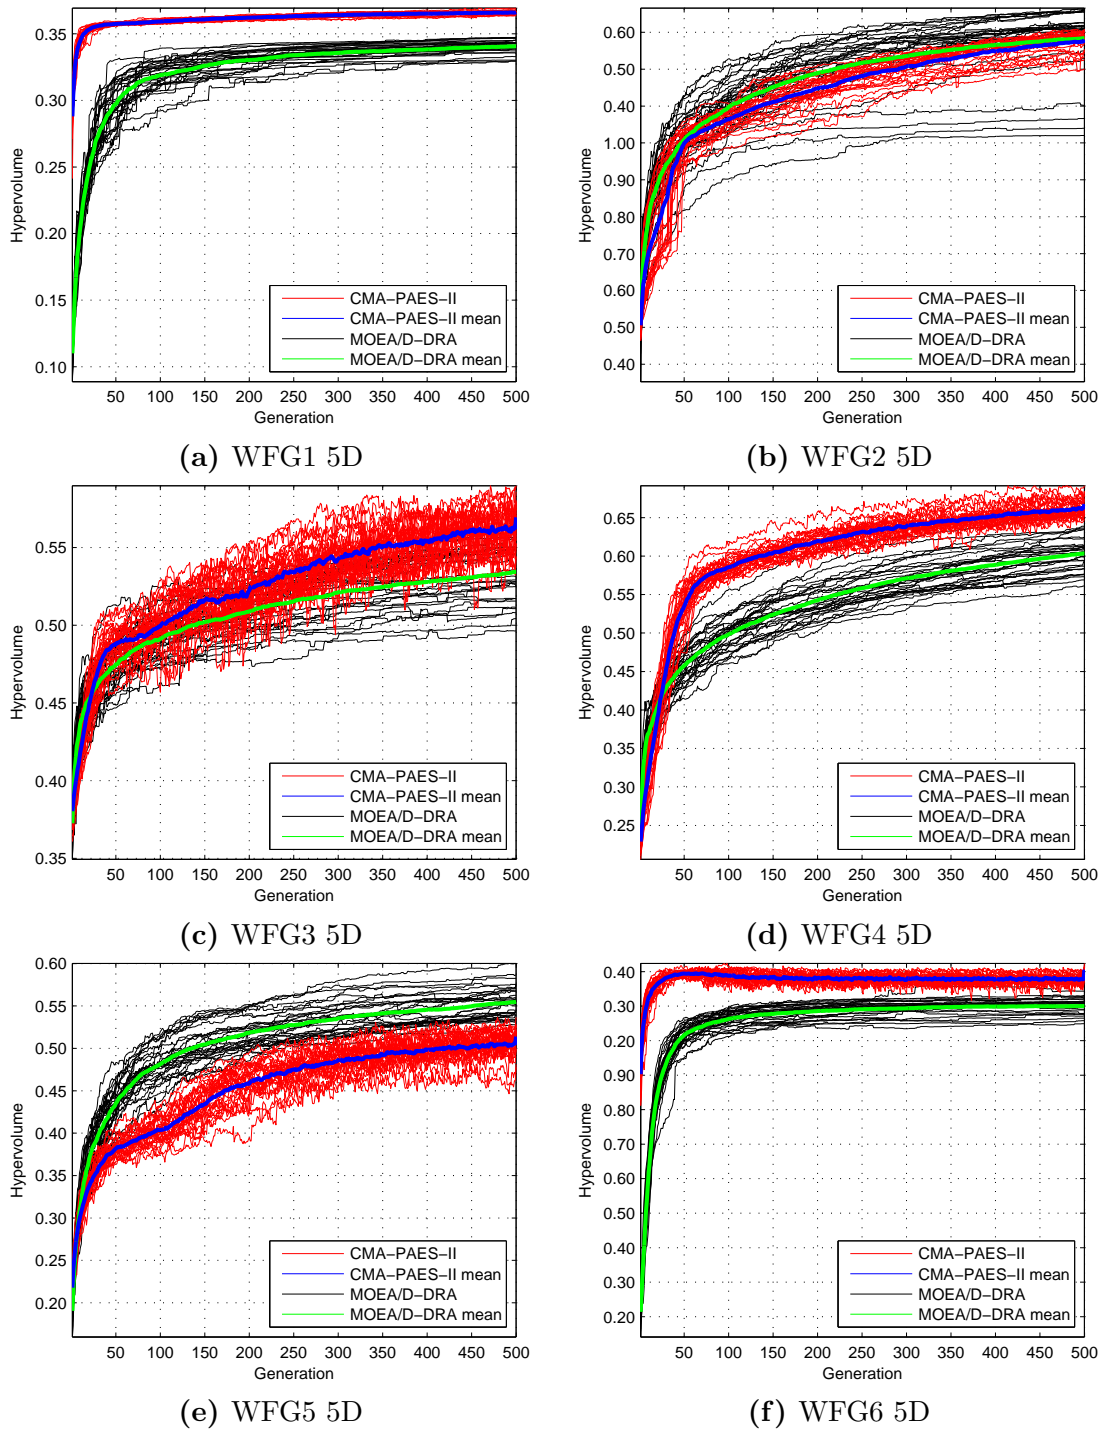 0.35
0.30
0.25
0.20
0.15
0.10
Hypervolume
CMA−PAES−II
CMA−PAES−II mean
MOEA/D−DRA
MOEA/D−DRA mean
50 100 150 200 250 300 350 400 450 500
Generation
(a) WFG1 5D
0.60
0.50
0.40
1.00
0.90
0.80
0.70
0.60
0.50
0.40
Hypervolume
CMA−PAES−II
CMA−PAES−II mean
MOEA/D−DRA
MOEA/D−DRA mean
50 100 150 200 250 300 350 400 450 500
Generation
(b) WFG2 5D
0.55
0.50
0.45
0.40
0.35
Hypervolume
CMA−PAES−II
CMA−PAES−II mean
MOEA/D−DRA
MOEA/D−DRA mean
50 100 150 200 250 300 350 400 450 500
Generation
(c) WFG3 5D
0.65
0.60
0.55
0.50
0.45
0.40
0.35
0.30
0.25
Hypervolume
CMA−PAES−II
CMA−PAES−II mean
MOEA/D−DRA
MOEA/D−DRA mean
50 100 150 200 250 300 350 400 450 500
Generation
(d) WFG4 5D
0.60
0.55
0.50
0.45
0.40
0.35
0.30
0.25
0.20
Hypervolume
CMA−PAES−II
CMA−PAES−II mean
MOEA/D−DRA
MOEA/D−DRA mean
50 100 150 200 250 300 350 400 450 500
Generation
(e) WFG5 5D
0.40
0.30
0.20
1.00
0.90
0.80
0.70
0.60
0.50
0.40
0.30
0.20
Hypervolume
CMA−PAES−II
CMA−PAES−II mean
MOEA/D−DRA
MOEA/D−DRA mean
50 100 150 200 250 300 350 400 450 500
Generation
(f) WFG6 5D